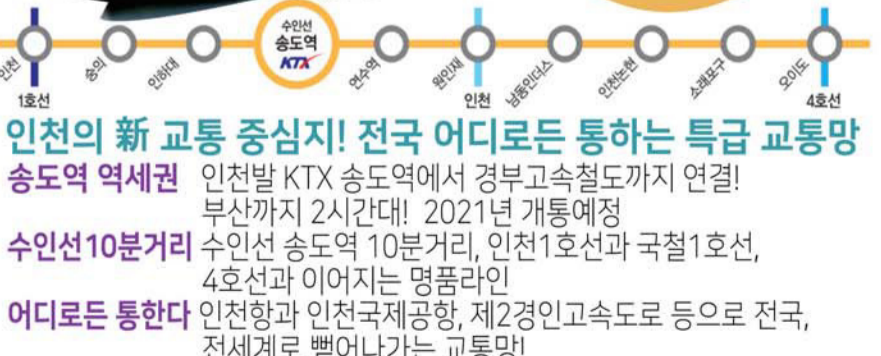 수인선
송도역
KTX
인천
숭의
인하대
연수역
원인재
남동인더스
인천논현
소래포구
오이도
1호선
인천
4호선
인천의 新 교통 중심지! 전국 어디로든 통하는 특급 교통망
송도역 역세권 인천발 KTX 송도역에서 경부고속철도까지 연결!
부산까지 2시간대! 2021년 개통예정
수인선10분거리 수인선 송도역 10분거리, 인천1호선과 국철1호선,
4호선과 이어지는 명품라인
어디로든 통한다 인천항과 인천국제공항, 제2경인고속도로 등으로 전국,
전세계로 뻗어나가는 교통망!